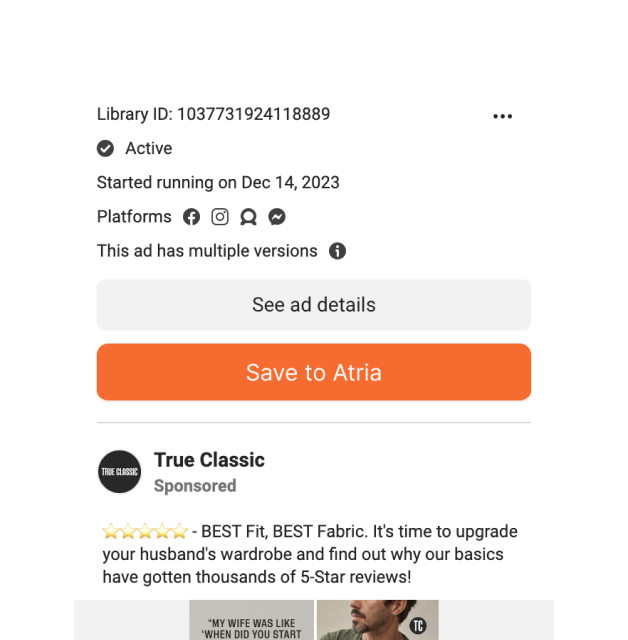 Library ID: 1037731924118889
Active
Started running on Dec 14, 2023
Platforms
This ad has multiple versions
See ad details
Save to Atria
TRUE CLASSIC
True Classic
Sponsored
⭐⭐⭐⭐⭐ - BEST Fit, BEST Fabric. It's time to upgrade
your husband's wardrobe and find out why our basics
have gotten thousands of 5-Star reviews!
"MY WIFE WAS LIKE
'WHEN DID YOU START
TC